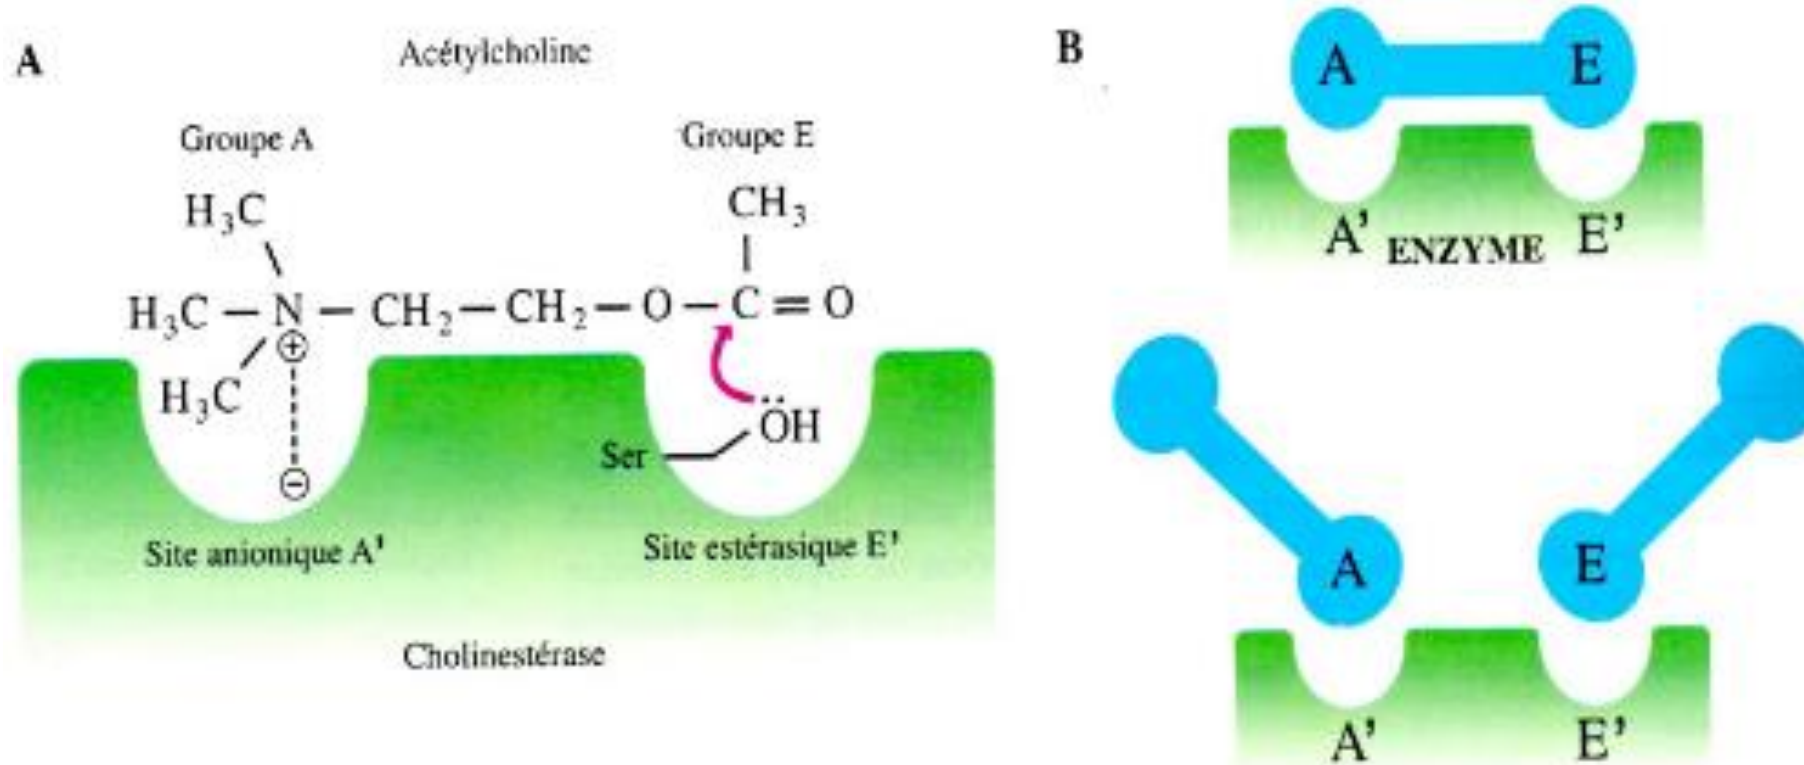 A
Acétylcholine
Groupe A
Groupe E
H₃C
CH₃
H₃C — N — CH₂ — CH₂ — O — C = O
⊕
H₃C
ÖH
Ser
⊖
Site anionique A'
Site estérasique E'
Cholinestérase
B
A E
A' ENZYME E'
A E
A' E'